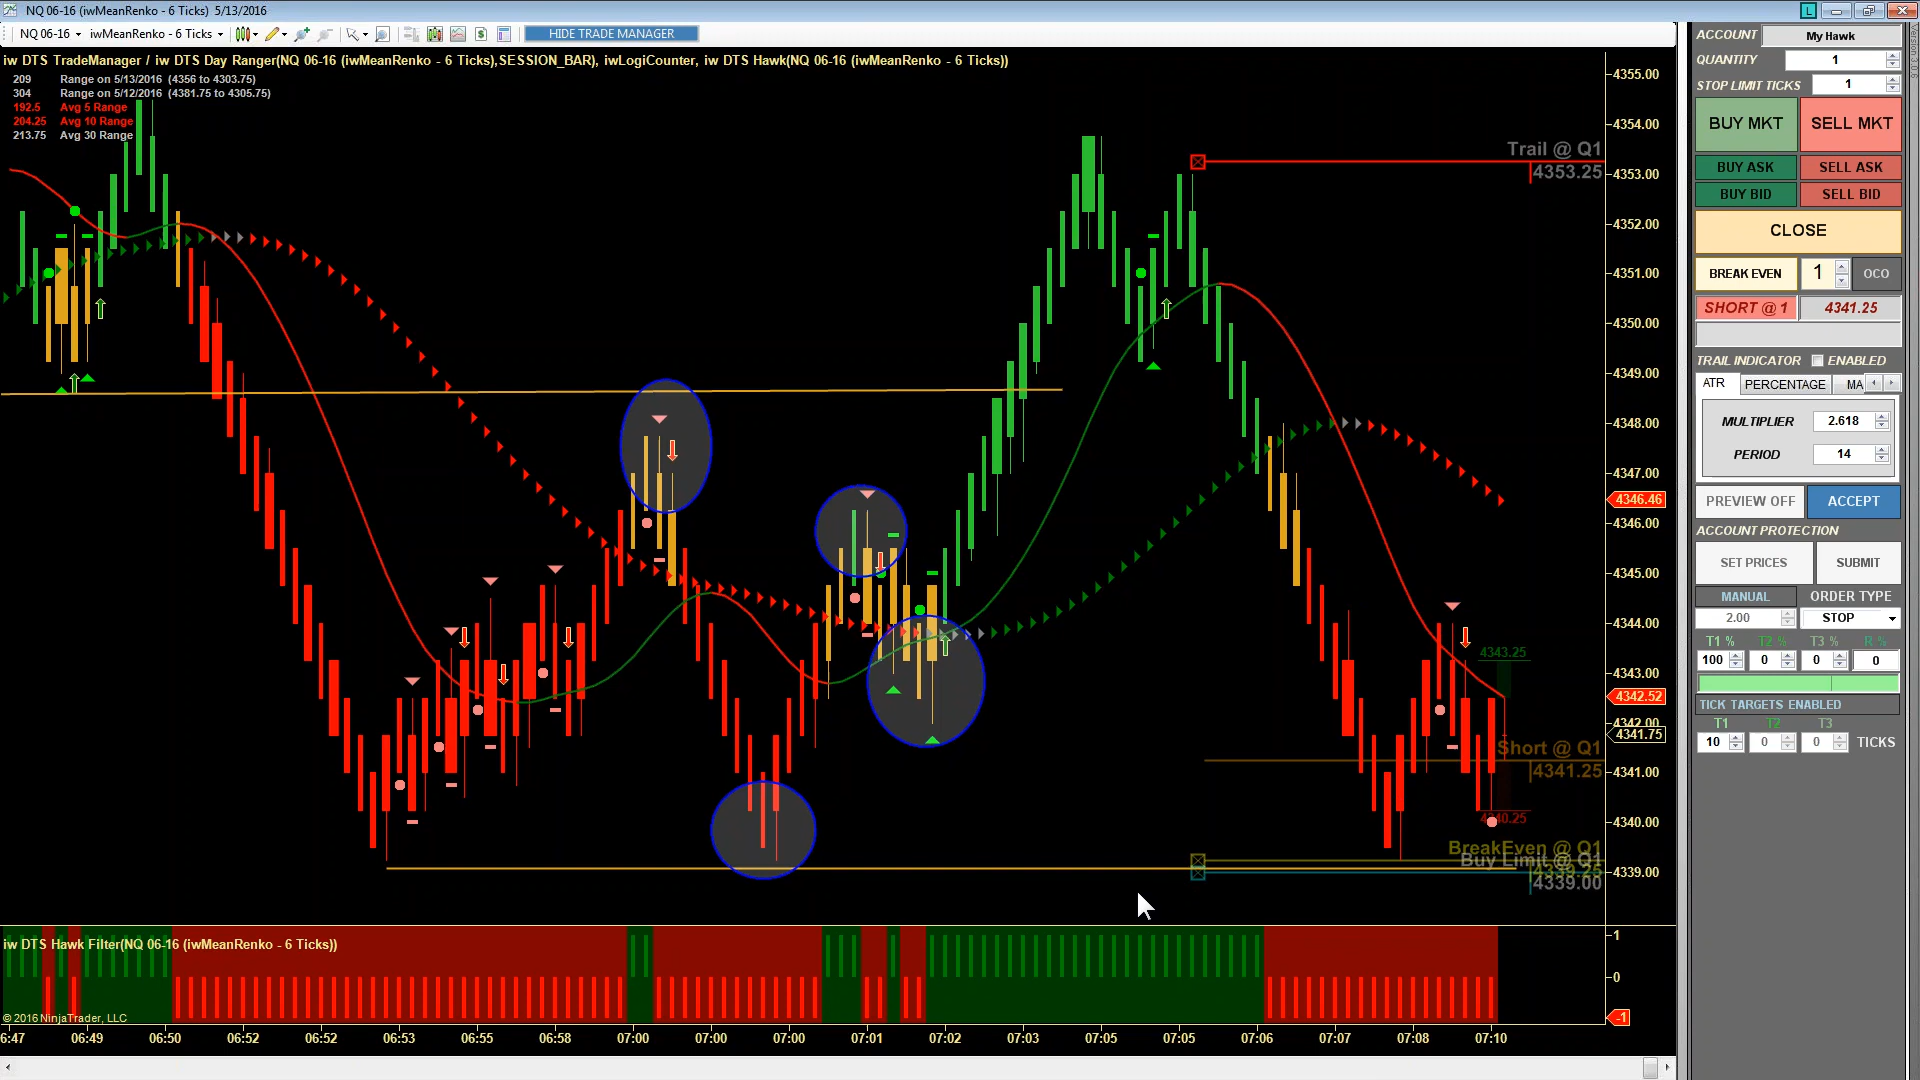 NQ 06-16 (iwMeanRenko - 6 Ticks) 5/13/2016
L
NQ 06-16
iwMeanRenko - 6 Ticks
HIDE TRADE MANAGER
iw DTS TradeManager / iw DTS Day Ranger(NQ 06-16 (iwMeanRenko - 6 Ticks),SESSION_BAR), iwLogiCounter, iw DTS Hawk(NQ 06-16 (iwMeanRenko - 6 Ticks))
209 Range on 5/13/2016 (4356 to 4303.75)
304 Range on 5/12/2016 (4381.75 to 4305.75)
192.5 Avg 5 Range
204.25 Avg 10 Range
213.75 Avg 30 Range
Trail @ Q1
4353.25
4343.25
Short @ Q1
4341.25
BreakEven @ Q1
Buy Limit @ Q1
4339.25
4339.00
4355.00
4354.00
4353.00
4352.00
4351.00
4350.00
4349.00
4348.00
4347.00
4346.46
4346.00
4345.00
4344.00
4343.00
4342.52
4342.00
4341.75
4341.00
4340.00
4339.00
iw DTS Hawk Filter(NQ 06-16 (iwMeanRenko - 6 Ticks))
1
0
-1
© 2016 NinjaTrader, LLC
6:47 06:49 06:50 06:52 06:52 06:53 06:55 06:58 07:00 07:00 07:00 07:01 07:02 07:03 07:05 07:05 07:06 07:07 07:08 07:10
ACCOUNT My Hawk
QUANTITY 1
STOP LIMIT TICKS 1
BUY MKT SELL MKT
BUY ASK SELL ASK
BUY BID SELL BID
CLOSE
BREAK EVEN 1 OCO
SHORT @ 1 4341.25
TRAIL INDICATOR ENABLED
ATR PERCENTAGE MA
MULTIPLIER 2.618
PERIOD 14
PREVIEW OFF ACCEPT
ACCOUNT PROTECTION
SET PRICES SUBMIT
MANUAL ORDER TYPE
2.00 STOP
T1 % T2 % T3 % R %
100 0 0 0
TICK TARGETS ENABLED
T1 T2 T3
10 0 0 TICKS